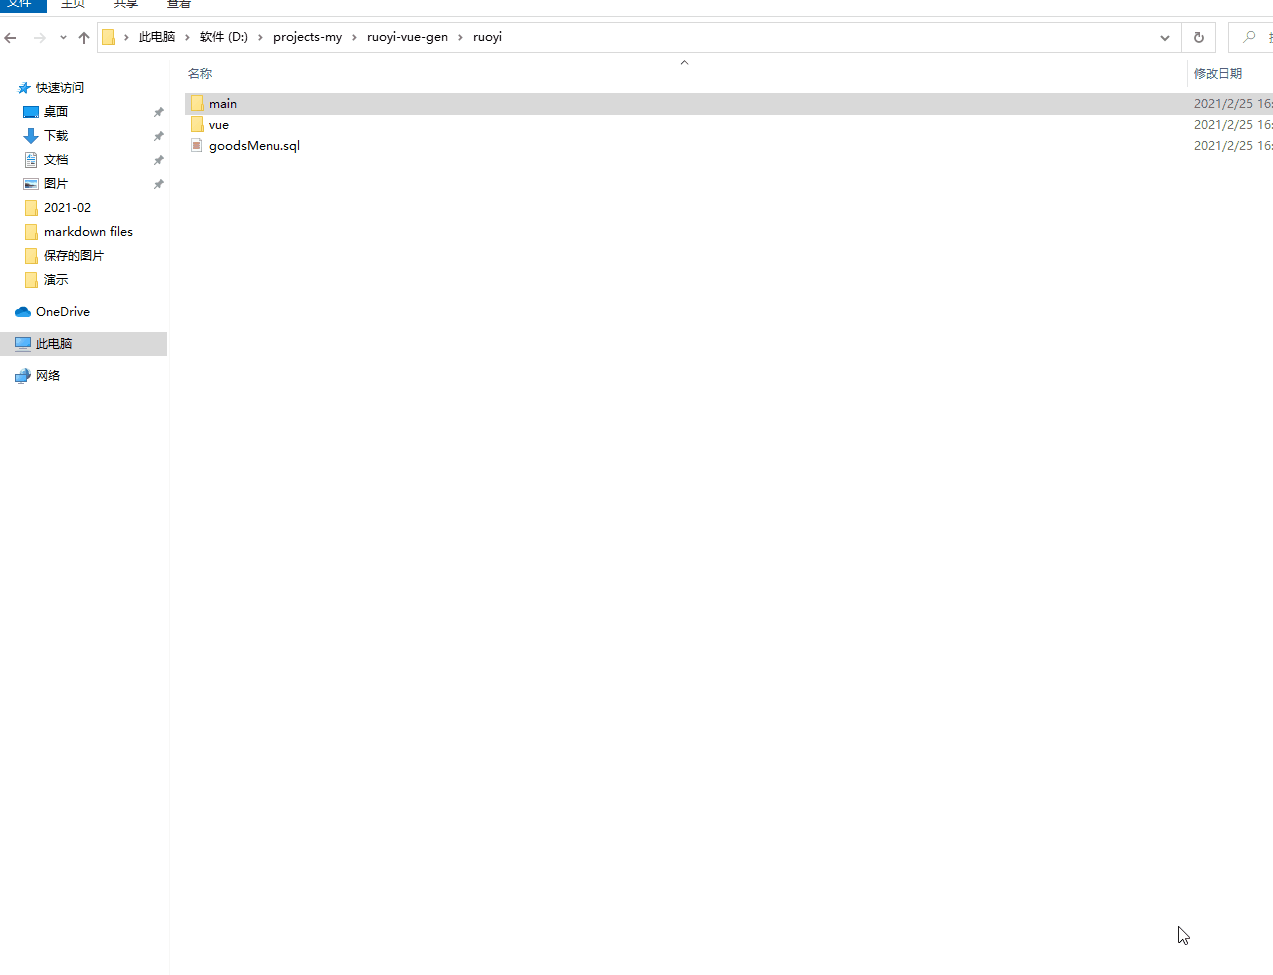 文件 主页 共享 查看
此电脑 软件 (D:) projects-my ruoyi-vue-gen ruoyi
名称 修改日期
快速访问
桌面
下载
文档
图片
2021-02
markdown files
保存的图片
演示
OneDrive
此电脑
网络
main 2021/2/25 16:
vue 2021/2/25 16:
goodsMenu.sql 2021/2/25 16: